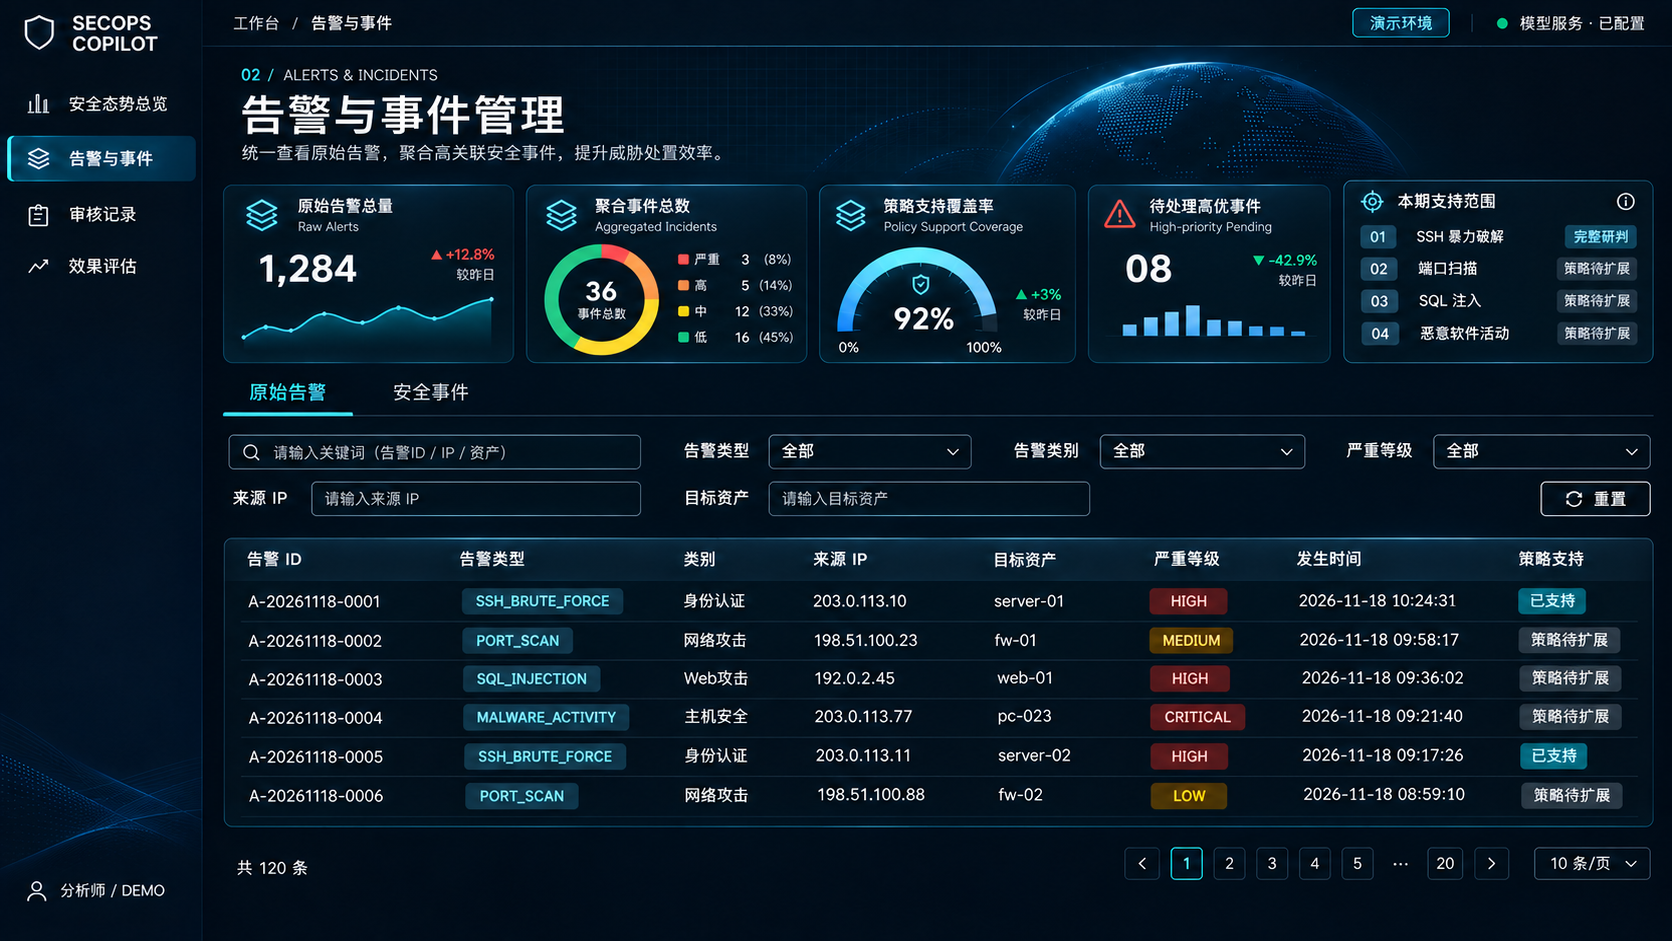 SECOPS
COPILOT
安全态势总览
告警与事件
审核记录
效果评估
分析师 / DEMO
工作台 / 告警与事件
演示环境
模型服务 · 已配置
02 / ALERTS & INCIDENTS
告警与事件管理
统一查看原始告警，聚合高关联安全事件，提升威胁处置效率。
原始告警总量
Raw Alerts
1,284
▲ +12.8%
较昨日
聚合事件总数
Aggregated Incidents
36
事件总数
严重 3 (8%)
高 5 (14%)
中 12 (33%)
低 16 (45%)
策略支持覆盖率
Policy Support Coverage
92%
0% 100%
▲ +3%
较昨日
待处理高优事件
High-priority Pending
08
▼ -42.9%
较昨日
本期支持范围
01 SSH 暴力破解 完整研判
02 端口扫描 策略待扩展
03 SQL 注入 策略待扩展
04 恶意软件活动 策略待扩展
原始告警 安全事件
请输入关键词（告警ID / IP / 资产） 告警类型 全部 告警类别 全部 严重等级 全部
来源 IP 请输入来源 IP 目标资产 请输入目标资产 重置
告警 ID 告警类型 类别 来源 IP 目标资产 严重等级 发生时间 策略支持
A-20261118-0001 SSH_BRUTE_FORCE 身份认证 203.0.113.10 server-01 HIGH 2026-11-18 10:24:31 已支持
A-20261118-0002 PORT_SCAN 网络攻击 198.51.100.23 fw-01 MEDIUM 2026-11-18 09:58:17 策略待扩展
A-20261118-0003 SQL_INJECTION Web攻击 192.0.2.45 web-01 HIGH 2026-11-18 09:36:02 策略待扩展
A-20261118-0004 MALWARE_ACTIVITY 主机安全 203.0.113.77 pc-023 CRITICAL 2026-11-18 09:21:40 策略待扩展
A-20261118-0005 SSH_BRUTE_FORCE 身份认证 203.0.113.11 server-02 HIGH 2026-11-18 09:17:26 已支持
A-20261118-0006 PORT_SCAN 网络攻击 198.51.100.88 fw-02 LOW 2026-11-18 08:59:10 策略待扩展
共 120 条
1 2 3 4 5 ··· 20 10 条/页